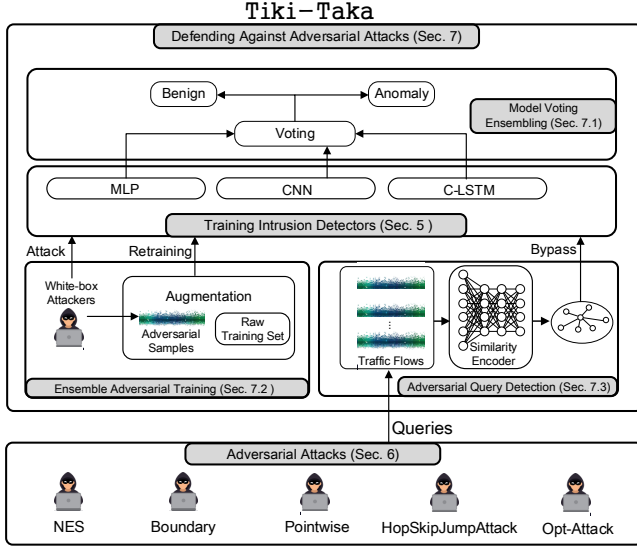 Tiki-Taka
Defending Against Adversarial Attacks (Sec. 7)
Benign
Anomaly
Model Voting
Ensembling (Sec. 7.1)
Voting
MLP
CNN
C-LSTM
Training Intrusion Detectors (Sec. 5 )
Attack
Retraining
Bypass
White-box
Attackers
Augmentation
Adversarial
Samples
Raw
Training Set
Traffic Flows
Similarity
Encoder
Ensemble Adversarial Training (Sec. 7.2 )
Adversarial Query Detection (Sec. 7.3)
Queries
Adversarial Attacks (Sec. 6)
NES
Boundary
Pointwise
HopSkipJumpAttack
Opt-Attack